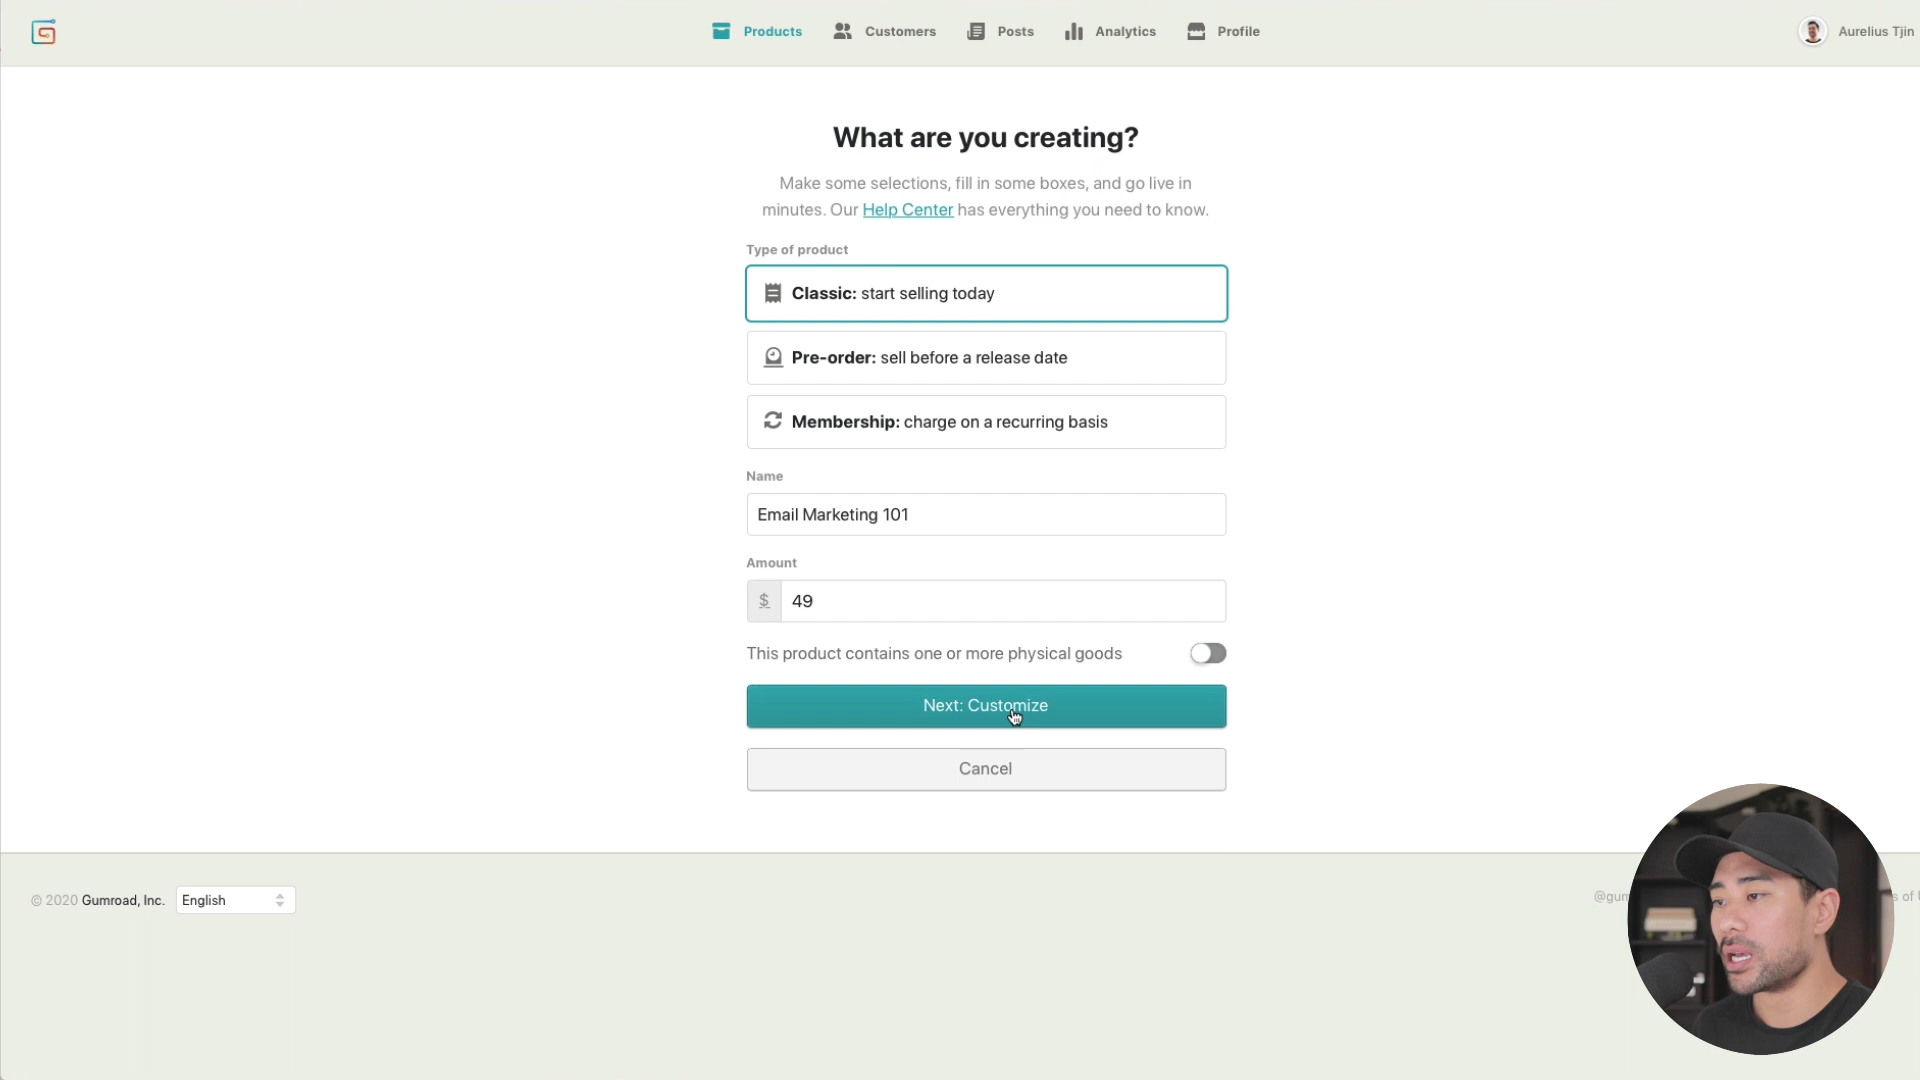 Products
Customers
Posts
Analytics
Profile
Aurelius Tjin
What are you creating?
Make some selections, fill in some boxes, and go live in
minutes. Our Help Center has everything you need to know.
Type of product
Classic: start selling today
Pre-order: sell before a release date
Membership: charge on a recurring basis
Name
Email Marketing 101
Amount
$ 49
This product contains one or more physical goods
Next: Customize
Cancel
© 2020 Gumroad, Inc.
English